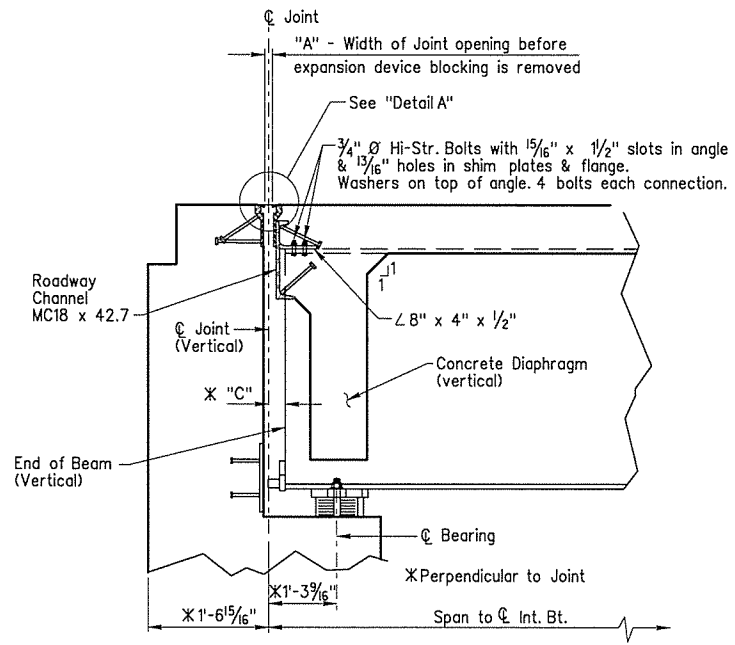 ℄ Joint
"A" - Width of Joint opening before
expansion device blocking is removed
See "Detail A"
3/4" Ø Hi-Str. Bolts with 15/16" x 1 1/2" slots in angle
& 13/16" holes in shim plates & flange.
Washers on top of angle. 4 bolts each connection.
1
1
Roadway
Channel
MC18 x 42.7
∠8" x 4" x 1/2"
℄ Joint
(Vertical)
Concrete Diaphragm
(vertical)
* "C"
End of Beam
(Vertical)
℄ Bearing
*Perpendicular to Joint
*1'-3 9/16"
*1'-6 15/16"
Span to ℄ Int. Bt.